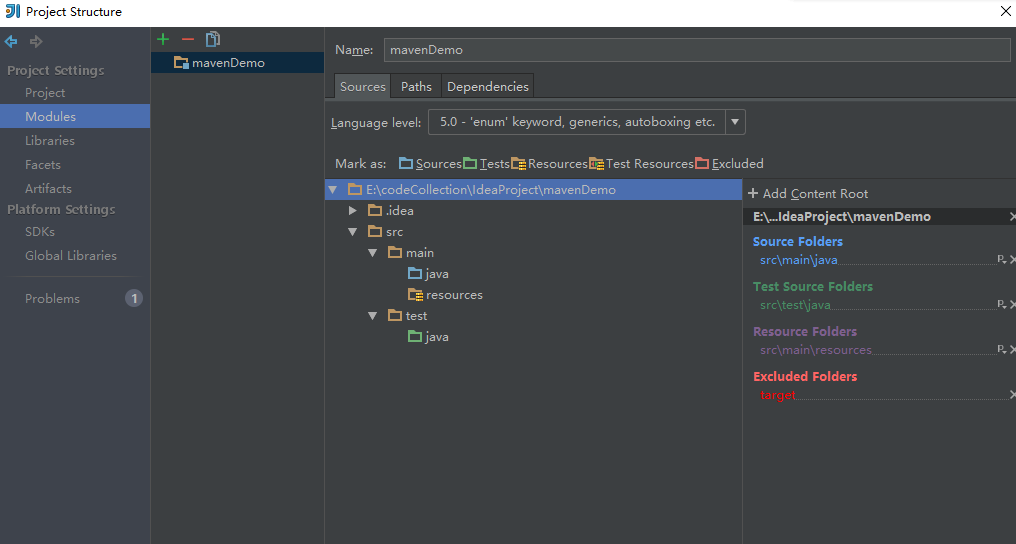 Project Structure
Project Settings
Project
Modules
Libraries
Facets
Artifacts
Platform Settings
SDKs
Global Libraries
Problems 1
mavenDemo
Name: mavenDemo
Sources Paths Dependencies
Language level: 5.0 - 'enum' keyword, generics, autoboxing etc.
Mark as: Sources Tests Resources Test Resources Excluded
E:\codeCollection\IdeaProject\mavenDemo
.idea
src
main
java
resources
test
java
+ Add Content Root
E:\...IdeaProject\mavenDemo
Source Folders
src\main\java
Test Source Folders
src\test\java
Resource Folders
src\main\resources
Excluded Folders
target